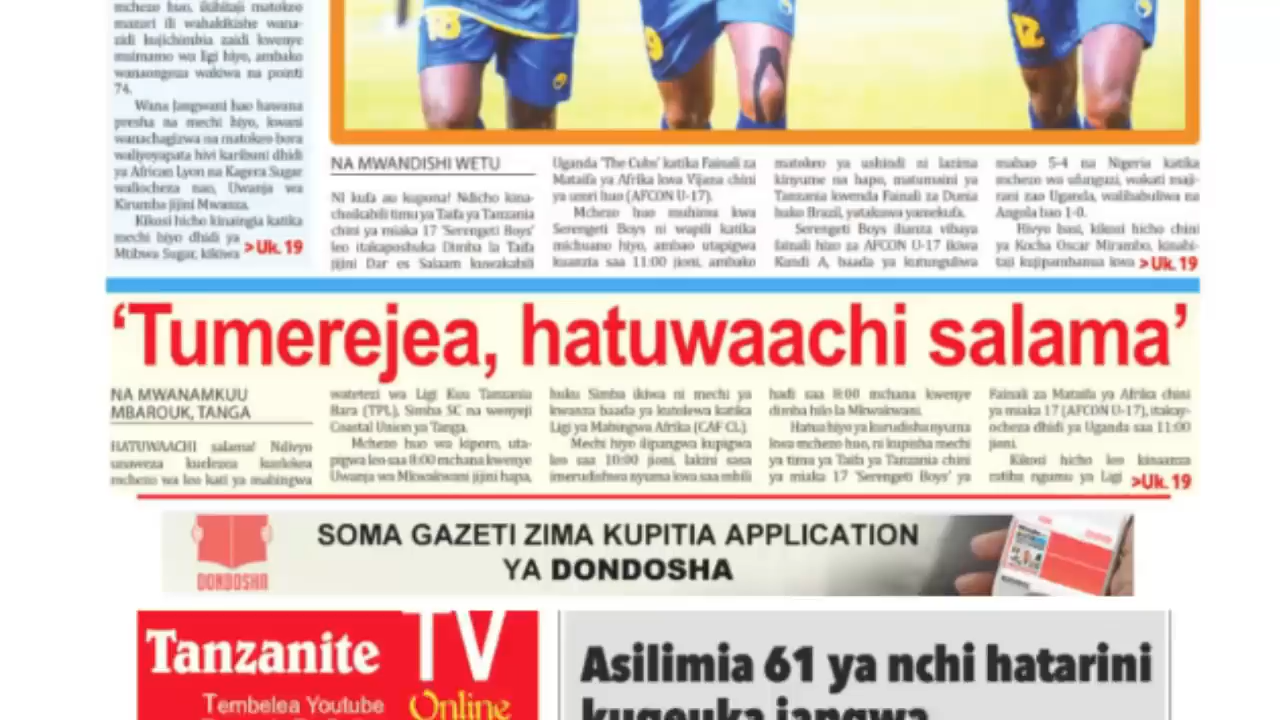 mchezo huo, ikihitaji matokeo
mazuri ili wahakikishe wana-
zidi kujichimbia zaidi kwenye
msimamo wa ligi hiyo, ambako
wanaongoza wakiwa na pointi
74.
Wana Jangwani hao hawana
presha na mechi hiyo, kwani
wanachagizwa na matokeo bora
waliyoyapata hivi karibuni dhidi
ya African Lyon na Kagera Sugar
waliocheza nao, Uwanja wa
Kirumba jijini Mwanza.
Kikosi hicho kinaingia katika
mechi hiyo dhidi ya
Mtibwa Sugar, kikiwa >Uk. 19
18
9
12
NA MWANDISHI WETU
NI kufa au kupona! Ndicho kina-
choikabili timu ya Taifa ya Tanzania
chini ya miaka 17 'Serengeti Boys'
leo itakaposhuka Dimba la Taifa
jijini Dar es Salaam kuwakabili
Uganda 'The Cubs' katika Fainali za
Mataifa ya Afrika kwa Vijana chini
ya umri huo (AFCON U-17).
Mchezo huo muhimu kwa
Serengeti Boys ni wapili katika
michuano hiyo, ambao utapigwa
kuanzia saa 11:00 jioni, ambako
matokeo ya ushindi ni lazima
kinyume na hapo, matumaini ya
Tanzania kwenda Fainali za Dunia
huko Brazil, yatakuwa yamekufa.
Serengeti Boys ilianza vibaya
fainali hizo za AFCON U-17 ikiwa
Kundi A, baada ya kutunguliwa
mabao 5-4 na Nigeria katika
mchezo wa ufunguzi, wakati maji-
rani zao Uganda, walibabuliwa na
Angola bao 1-0.
Hivyo basi, kikosi hicho chini
ya Kocha Oscar Mirambo, kinahi-
taji kujipambanua kwa >Uk. 19
'Tumerejea, hatuwaachi salama'
NA MWANAMKUU
MBAROUK, TANGA
HATUWAACHI salama! Ndivyo
unaweza kuelezea kuelekea
mchezo wa leo kati ya mabingwa
watetezi wa Ligi Kuu Tanzania
Bara (TPL), Simba SC na wenyeji
Coastal Union ya Tanga.
Mchezo huo wa kiporo, uta-
pigwa leo saa 8:00 mchana kwenye
Uwanja wa Mkwakwani jijini hapa,
huku Simba ikiwa ni mechi ya
kwanza baada ya kutolewa katika
Ligi ya Mabingwa Afrika (CAF CL).
Mechi hiyo ilipangwa kupigwa
leo saa 10:00 jioni, lakini sasa
imerudishwa nyuma kwa saa mbili
hadi saa 8:00 mchana kwenye
dimba hilo la Mkwakwani.
Hatua hiyo ya kurudisha nyuma
kwa mchezo huo, ni kupisha mechi
ya timu ya Taifa ya Tanzania chini
ya miaka 17 'Serengeti Boys' ya
Fainali za Mataifa ya Afrika chini
ya miaka 17 (AFCON U-17), itakay-
ocheza dhidi ya Uganda saa 11:00
jioni.
Kikosi hicho leo kinaanza
ratiba ngumu ya Ligi >Uk. 19
DONDOSHA
SOMA GAZETI ZIMA KUPITIA APPLICATION
YA DONDOSHA
Tanzanite TV
Tembelea Youtube Online
Asilimia 61 ya nchi hatarini
kugeuka jangwa